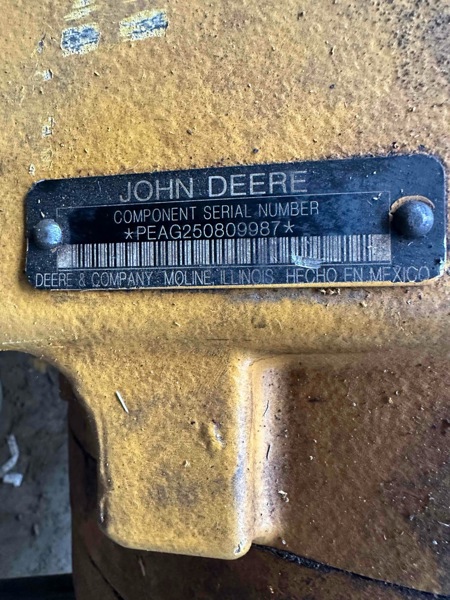 JOHN DEERE
COMPONENT SERIAL NUMBER
*PEAG250809987*
DEERE & COMPANY MOLINE, ILLINOIS HECHO EN MEXICO